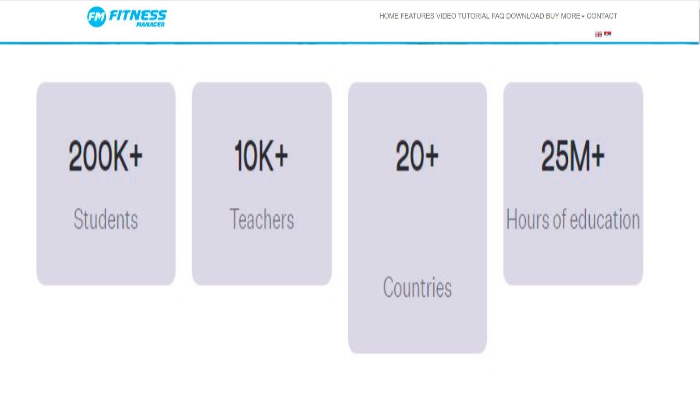 FM FITNESS
MANAGER
HOME FEATURES VIDEO TUTORIAL FAQ DOWNLOAD BUY MORE CONTACT
200K+
Students
10K+
Teachers
20+
Countries
25M+
Hours of education